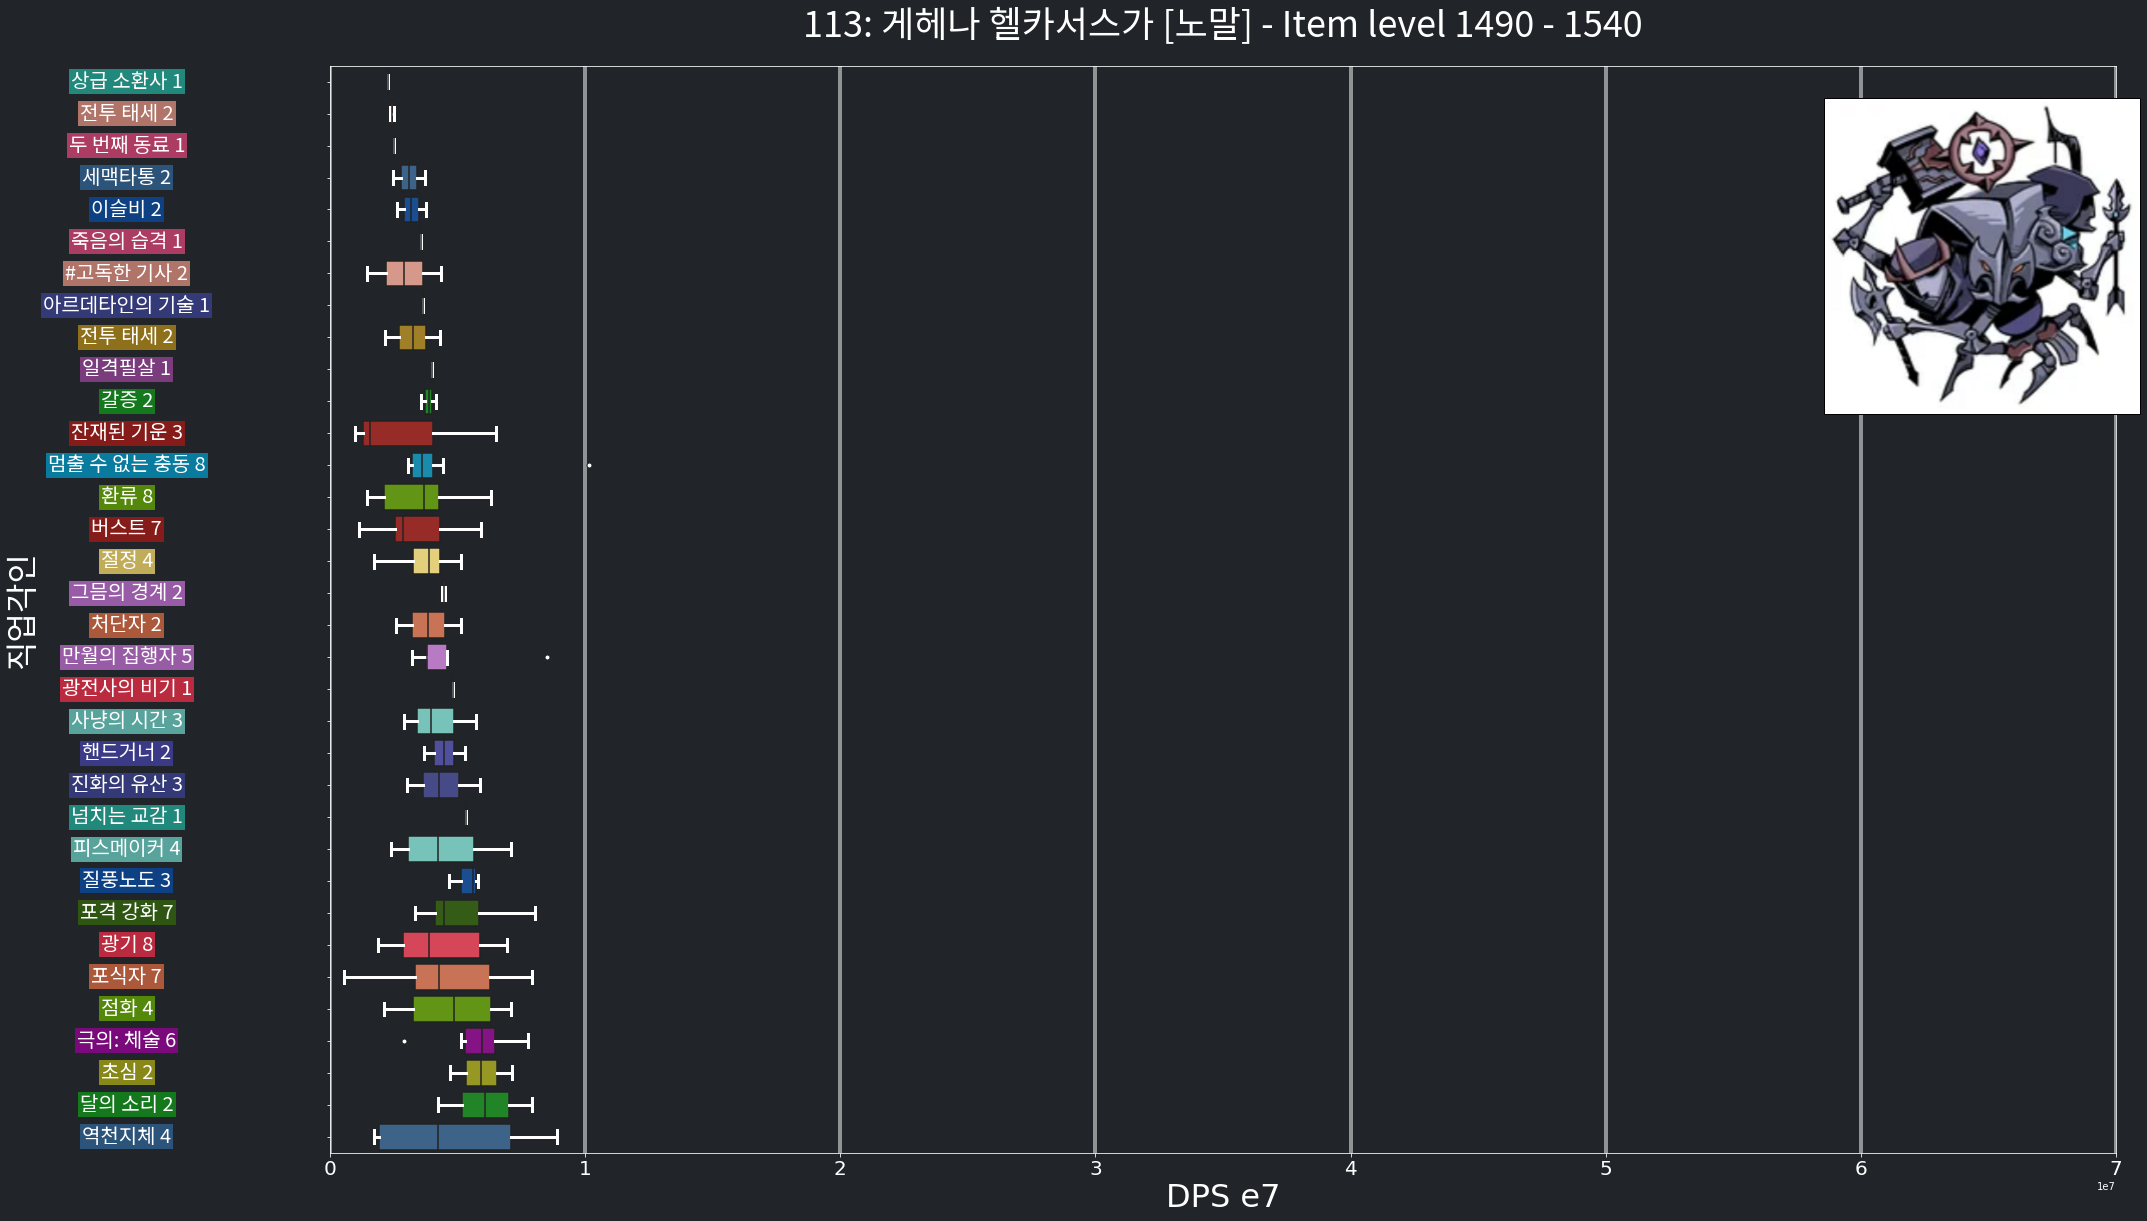 113: 게헤나 헬카서스가 [노말] - Item level 1490 - 1540
직업각인
상급 소환사 1
전투 태세 2
두 번째 동료 1
세맥타통 2
이슬비 2
죽음의 습격 1
#고독한 기사 2
아르데타인의 기술 1
전투 태세 2
일격필살 1
갈증 2
잔재된 기운 3
멈출 수 없는 충동 8
환류 8
버스트 7
절정 4
그믐의 경계 2
처단자 2
만월의 집행자 5
광전사의 비기 1
사냥의 시간 3
핸드거너 2
진화의 유산 3
넘치는 교감 1
피스메이커 4
질풍노도 3
포격 강화 7
광기 8
포식자 7
점화 4
극의: 체술 6
초심 2
달의 소리 2
역천지체 4
0 1 2 3 4 5 6 7
1e7
DPS e7